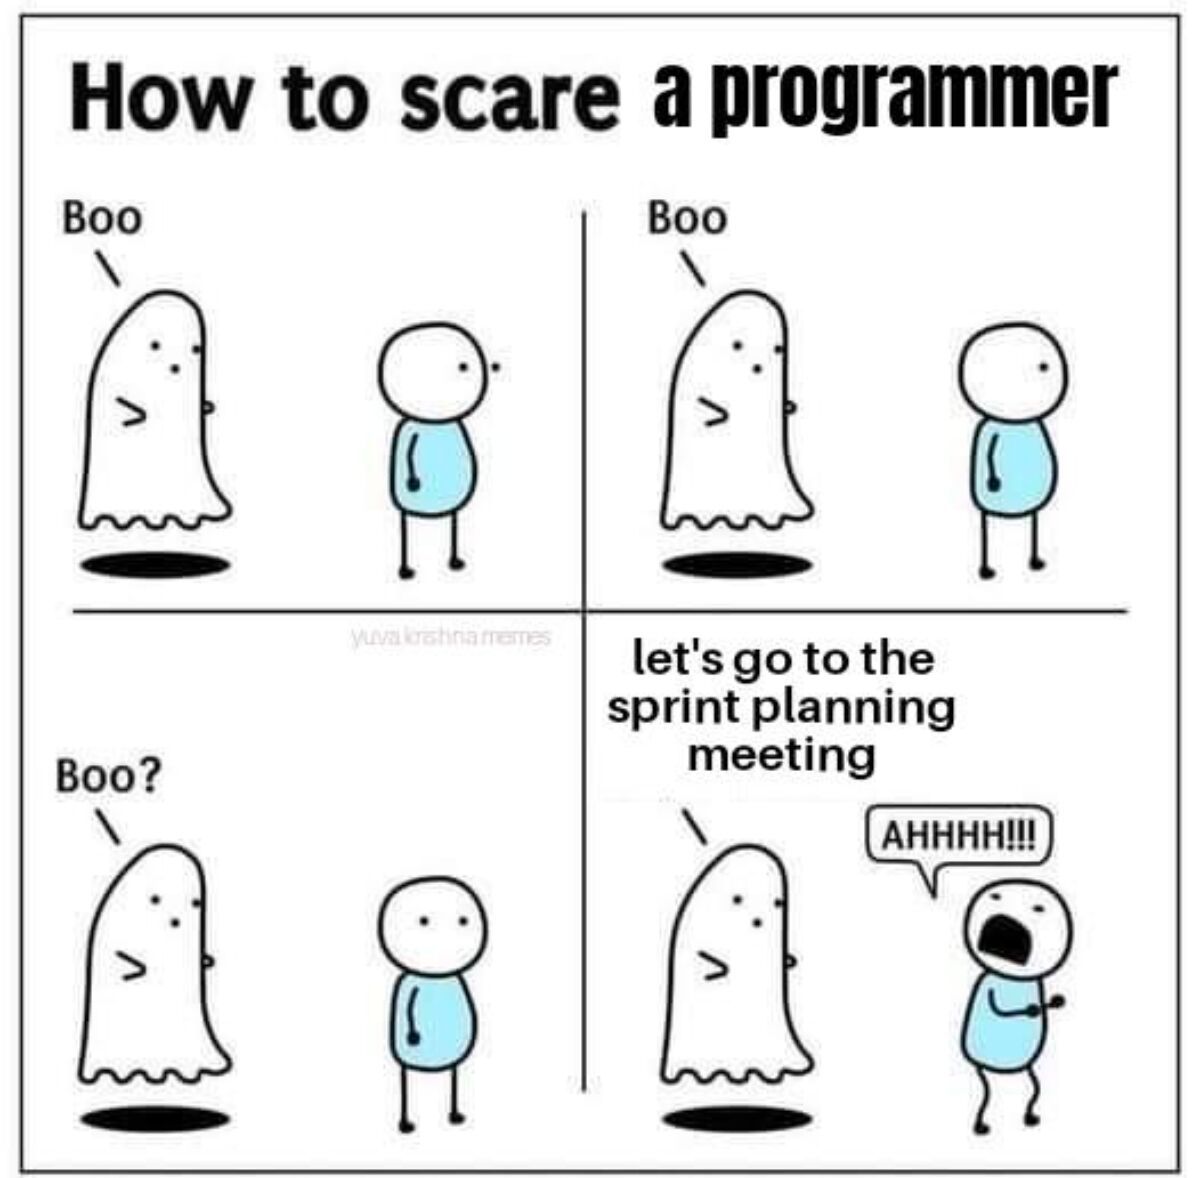 How to scare a programmer
Boo
Boo
yuva krishna memes
Boo?
let's go to the
sprint planning
meeting
AHHHH!!!